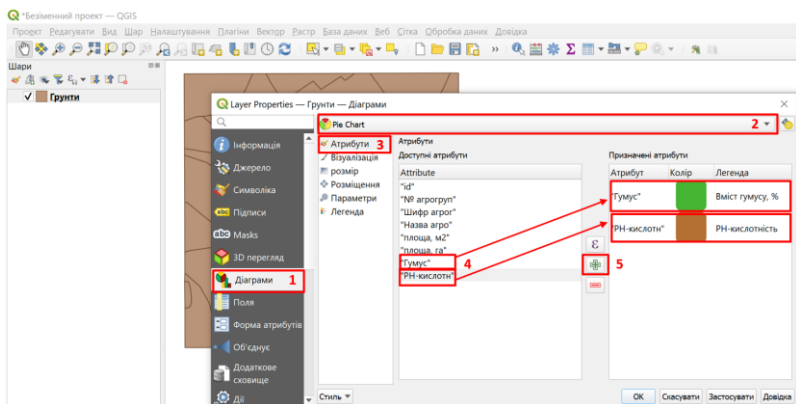 *Безіменний проект — QGIS
Проект Редагувати Вид Шар Налаштування Плагіни Вектор Растр База даних Веб Сітка Обробка даних Довідка
Шари
Грунти
Layer Properties — Грунти — Діаграми
Pie Chart 2
Інформація
Джерело
Символіка
Підписи
Masks
3D перегляд
Діаграми 1
Поля
Форма атрибутів
Об'єднує
Додаткове
сховище
Дії
Атрибути 3
Візуалізація
розмір
Розміщення
Параметри
Легенда
Атрибути
Доступні атрибути
Attribute
"id"
"№ агрогруп"
"Шифр агрог"
"Назва агро"
"площа, м2"
"площа, га"
"Гумус" 4
"РН-кислотн"
ε
5
Призначені атрибути
Атрибут Колір Легенда
"Гумус" Вміст гумусу, %
"РН-кислотн" РН-кислотність
Стиль
OK Скасувати Застосувати Довідка